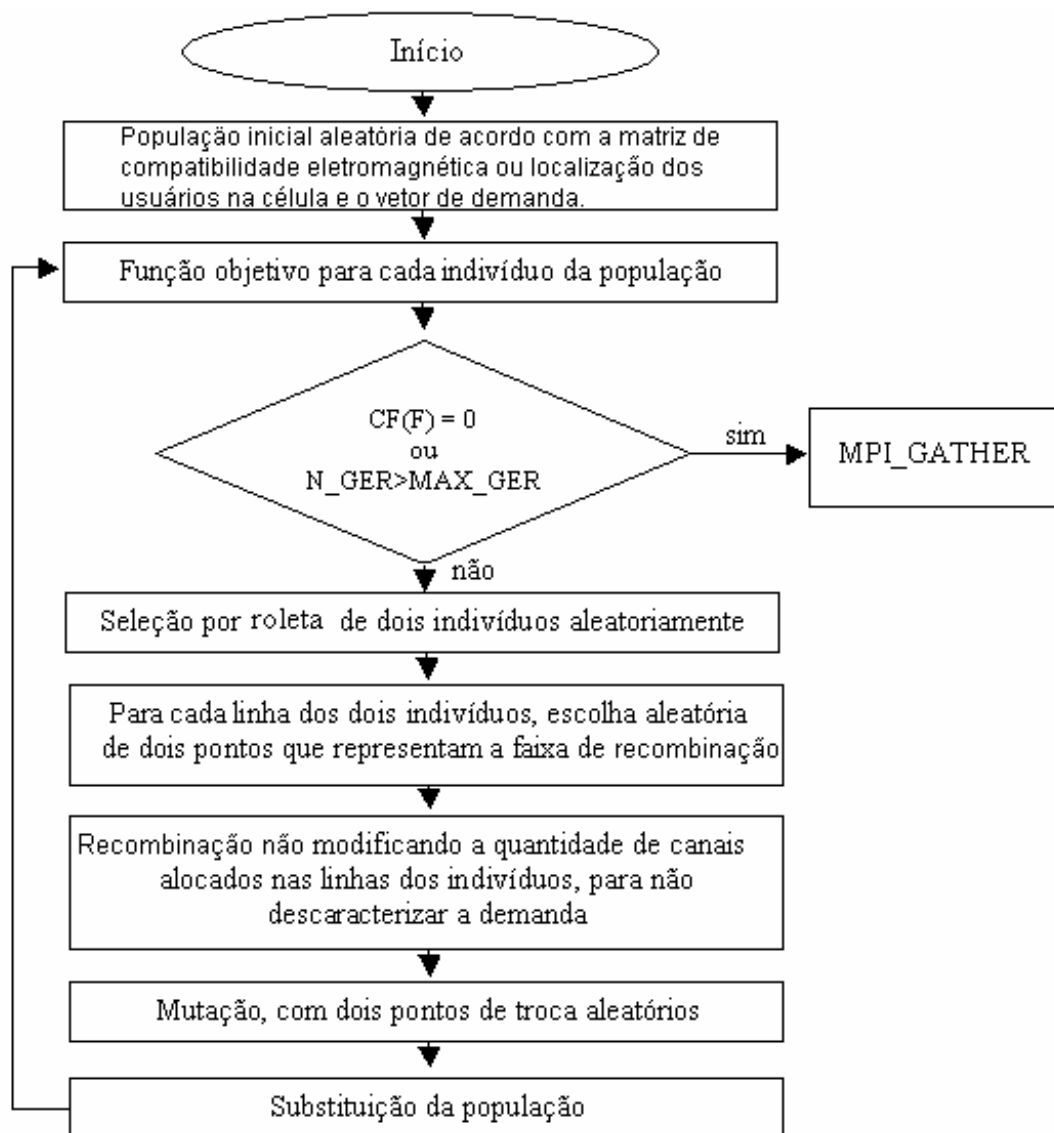 Início
População inicial aleatória de acordo com a matriz de
compatibilidade eletromagnética ou localização dos
usuários na célula e o vetor de demanda.
Função objetivo para cada indivíduo da população
CF(F) = 0
ou
N_GER>MAX_GER
sim
MPI_GATHER
não
Seleção por roleta de dois indivíduos aleatoriamente
Para cada linha dos dois indivíduos, escolha aleatória
de dois pontos que representam a faixa de recombinação
Recombinação não modificando a quantidade de canais
alocados nas linhas dos indivíduos, para não
descaracterizar a demanda
Mutação, com dois pontos de troca aleatórios
Substituição da população